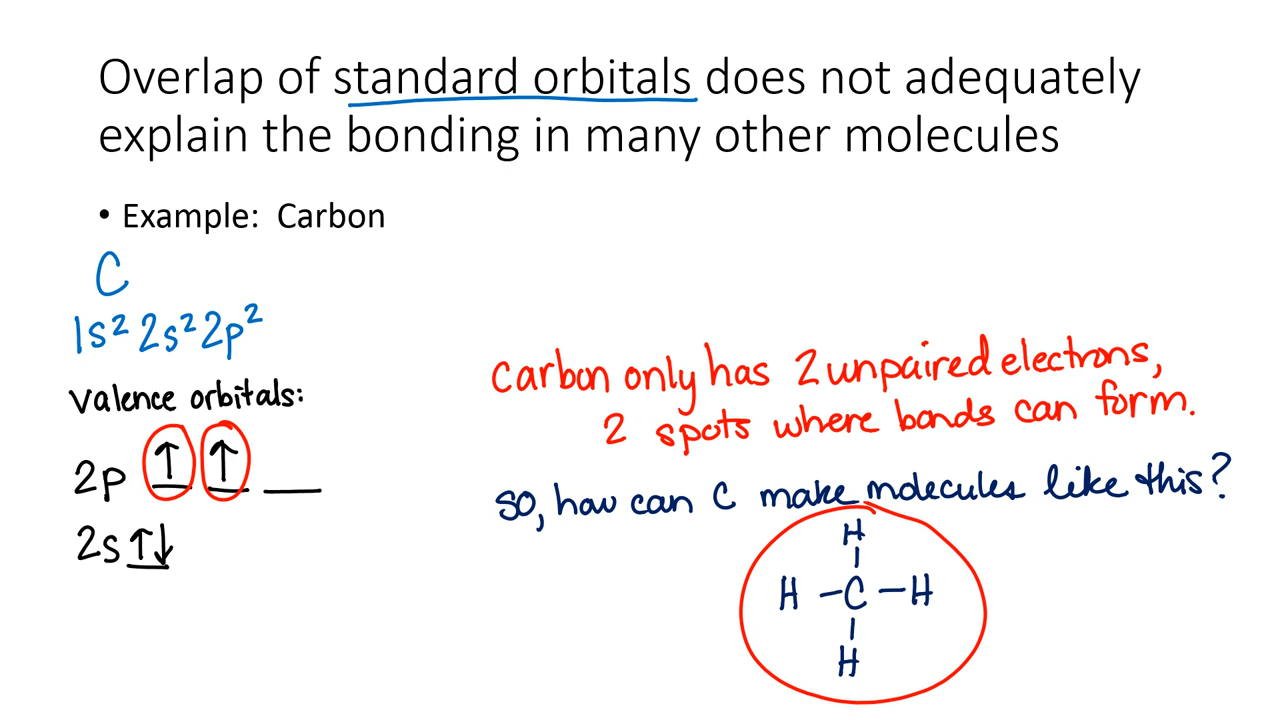 Overlap of standard orbitals does not adequately
explain the bonding in many other molecules
• Example: Carbon
C
1s² 2s² 2p²
Valence orbitals:
2p ↑ ↑ __
2s ↑↓
Carbon only has 2 unpaired electrons,
2 spots where bonds can form.
so, how can C make molecules like this?
H
|
H – C – H
|
H